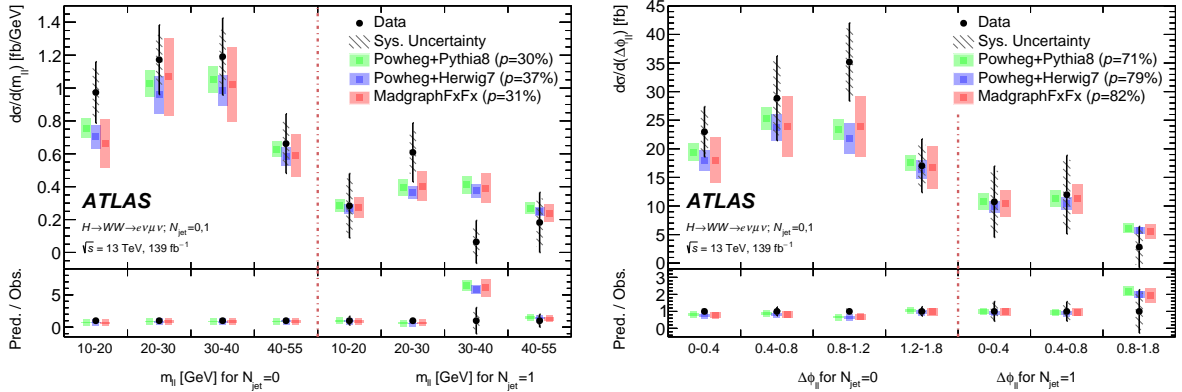 dσ/d(m_ll) [fb/GeV]
1.4
1.2
1.0
0.8
0.6
0.4
0.2
0
Data
Sys. Uncertainty
Powheg+Pythia8 (p=30%)
Powheg+Herwig7 (p=37%)
MadgraphFxFx (p=31%)
ATLAS
H→WW→eνμν; N_jet=0,1
√s = 13 TeV, 139 fb⁻¹
Pred. / Obs.
5
0
10-20 20-30 30-40 40-55 10-20 20-30 30-40 40-55
m_ll [GeV] for N_jet=0 m_ll [GeV] for N_jet=1
dσ/d(Δϕ_ll) [fb]
40
35
30
25
20
15
10
5
0
Data
Sys. Uncertainty
Powheg+Pythia8 (p=71%)
Powheg+Herwig7 (p=79%)
MadgraphFxFx (p=82%)
ATLAS
H→WW→eνμν; N_jet=0,1
√s = 13 TeV, 139 fb⁻¹
Pred. / Obs.
3
2
1
0
0-0.4 0.4-0.8 0.8-1.2 1.2-1.8 0-0.4 0.4-0.8 0.8-1.8
Δϕ_ll for N_jet=0 Δϕ_ll for N_jet=1